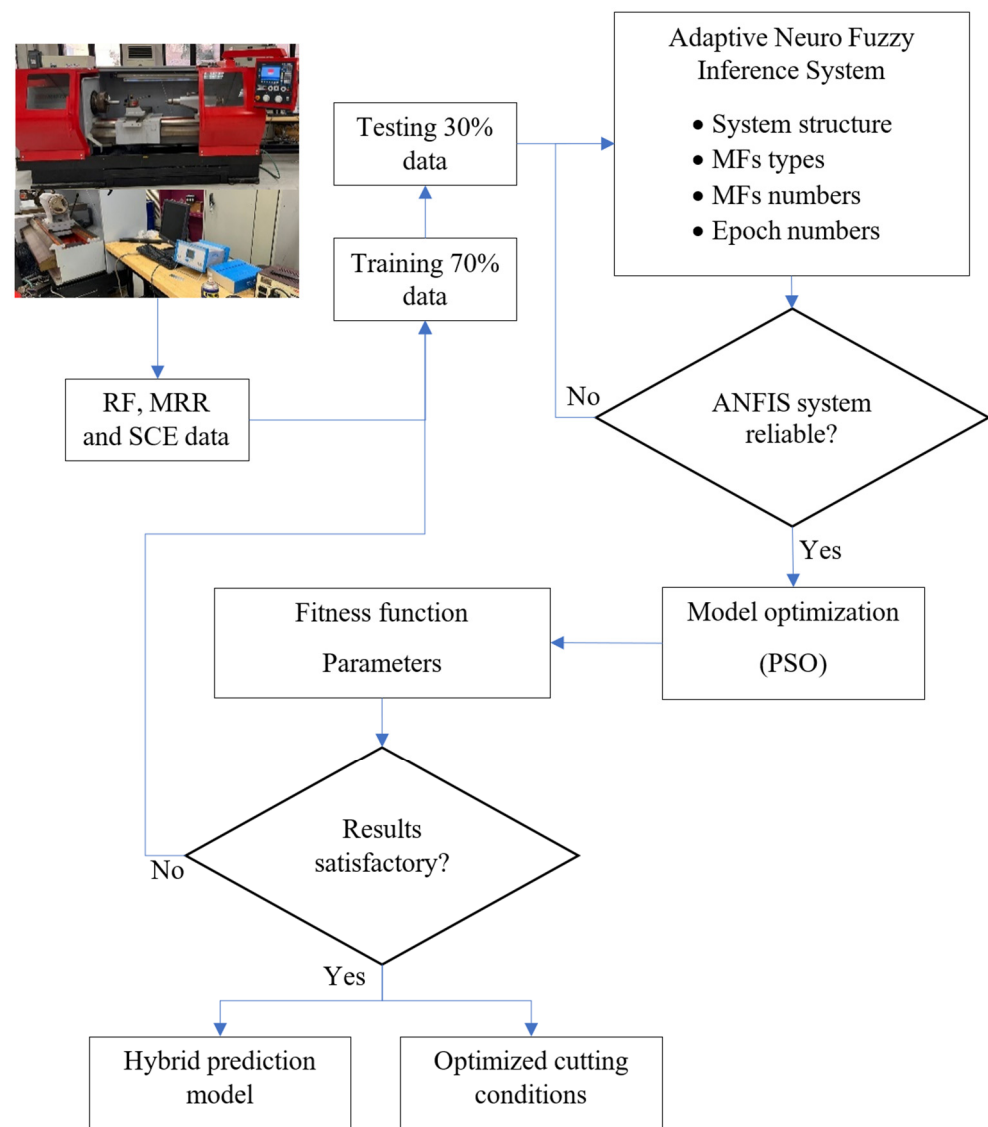 Adaptive Neuro Fuzzy
Inference System
• System structure
• MFs types
• MFs numbers
• Epoch numbers
Testing 30%
data
Training 70%
data
RF, MRR
and SCE data
No
ANFIS system
reliable?
Yes
Model optimization
(PSO)
Fitness function
Parameters
Results
satisfactory?
No
Yes
Hybrid prediction
model
Optimized cutting
conditions